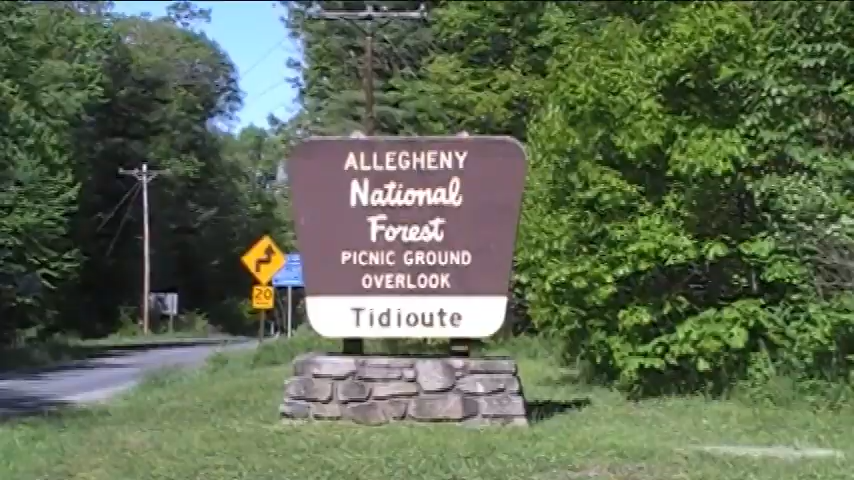 ALLEGHENY
National
Forest
PICNIC GROUND
OVERLOOK
Tidioute
20